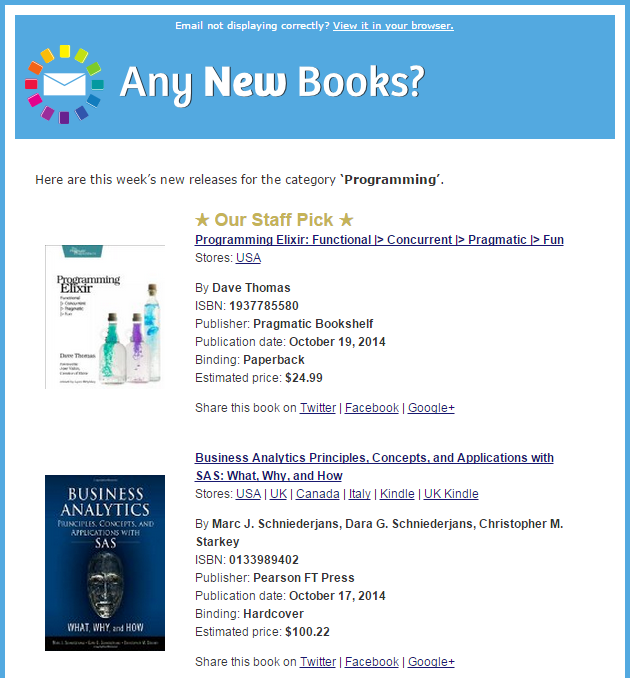 Email not displaying correctly? View it in your browser.
Any New Books?
Here are this week's new releases for the category ‘Programming’.
★ Our Staff Pick ★
Programming Elixir: Functional |> Concurrent |> Pragmatic |> Fun
Stores: USA
Programming
Elixir
Functional
|> Concurrent
|> Pragmatic
|> Fun
Dave Thomas
By Dave Thomas
ISBN: 1937785580
Publisher: Pragmatic Bookshelf
Publication date: October 19, 2014
Binding: Paperback
Estimated price: $24.99
Share this book on Twitter | Facebook | Google+
Business Analytics Principles, Concepts, and Applications with
SAS: What, Why, and How
Stores: USA | UK | Canada | Italy | Kindle | UK Kindle
BUSINESS
ANALYTICS
PRINCIPLES, CONCEPTS, AND
APPLICATIONS WITH
SAS
WHAT, WHY, AND HOW
By Marc J. Schniederjans, Dara G. Schniederjans, Christopher M.
Starkey
ISBN: 0133989402
Publisher: Pearson FT Press
Publication date: October 17, 2014
Binding: Hardcover
Estimated price: $100.22
Share this book on Twitter | Facebook | Google+